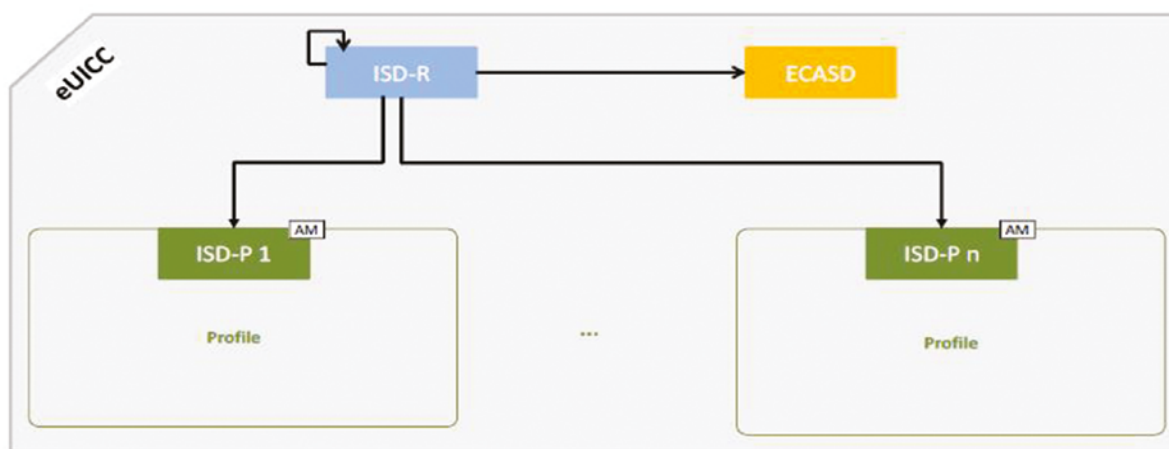 eUICC
ISD-R
ECASD
ISD-P 1
AM
ISD-P n
AM
Profile
...
Profile